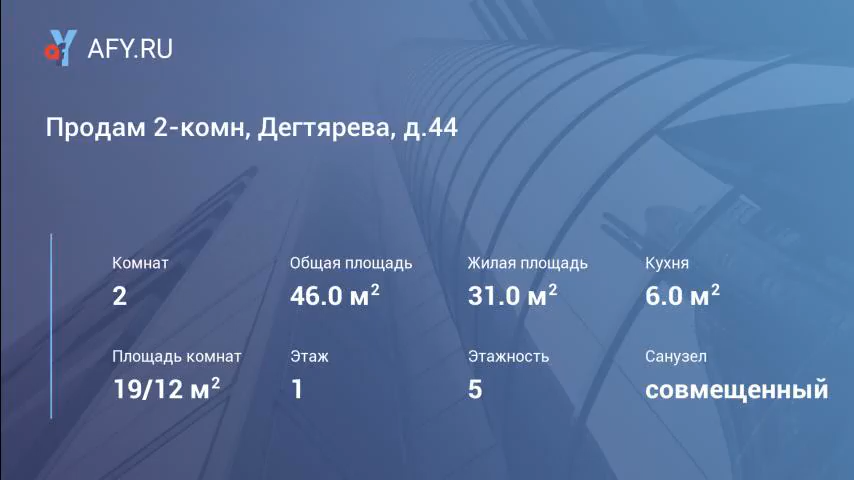 AFY.RU
Продам 2-комн, Дегтярева, д.44
Комнат
Общая площадь
Жилая площадь
Кухня
2
46.0 м²
31.0 м²
6.0 м²
Площадь комнат
Этаж
Этажность
Санузел
19/12 м²
1
5
совмещенный